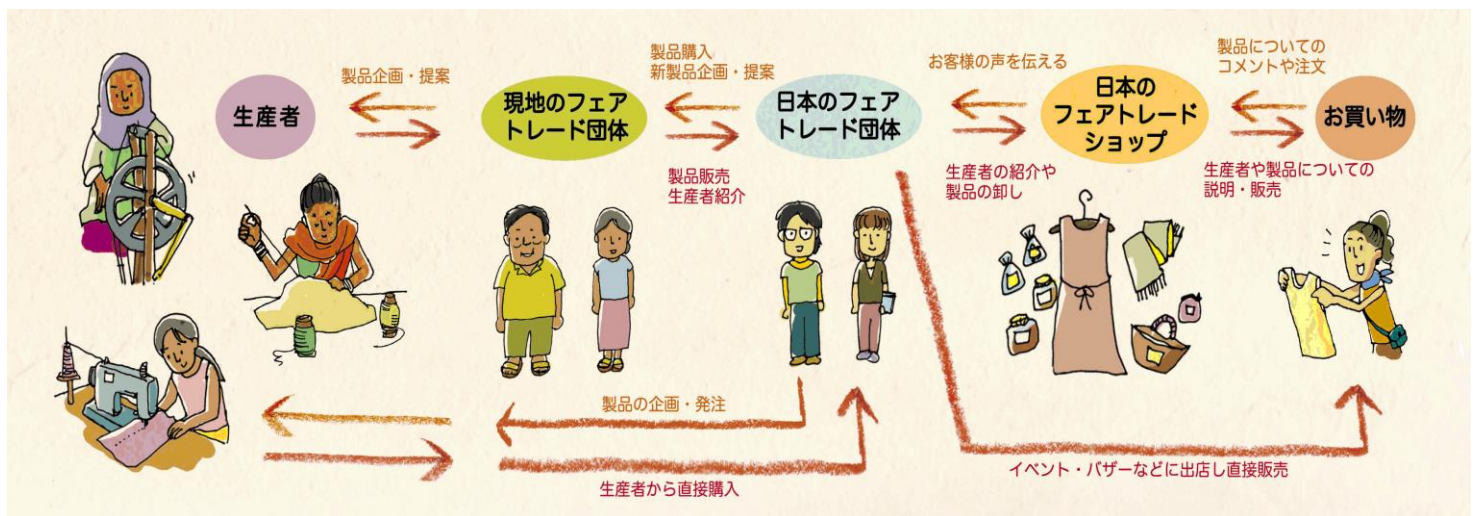 製品企画・提案
製品購入
新製品企画・提案
お客様の声を伝える
製品についての
コメントや注文
生産者
現地のフェア
トレード団体
日本のフェア
トレード団体
日本の
フェアトレード
ショップ
お買い物
製品販売
生産者紹介
生産者の紹介や
製品の卸し
生産者や製品についての
説明・販売
製品の企画・発注
生産者から直接購入
イベント・バザーなどに出店し直接販売